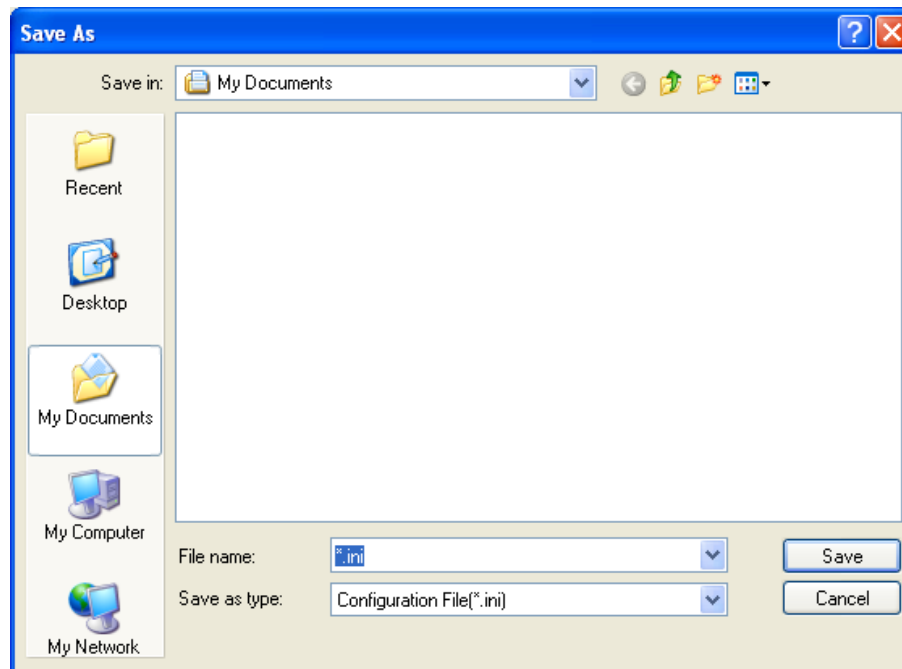 Save As
Save in: My Documents
Recent
Desktop
My Documents
My Computer
My Network
File name: *.ini Save
Save as type: Configuration File(*.ini) Cancel